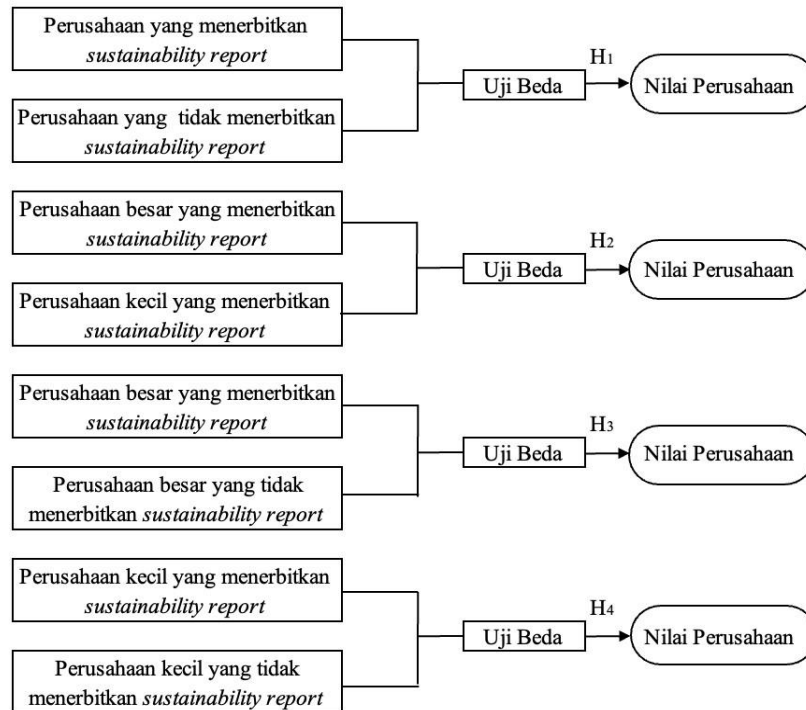 Perusahaan yang menerbitkan
sustainability report
H1
Uji Beda
Nilai Perusahaan
Perusahaan yang tidak menerbitkan
sustainability report
Perusahaan besar yang menerbitkan
sustainability report
H2
Uji Beda
Nilai Perusahaan
Perusahaan kecil yang menerbitkan
sustainability report
Perusahaan besar yang menerbitkan
sustainability report
H3
Uji Beda
Nilai Perusahaan
Perusahaan besar yang tidak
menerbitkan sustainability report
Perusahaan kecil yang menerbitkan
sustainability report
H4
Uji Beda
Nilai Perusahaan
Perusahaan kecil yang tidak
menerbitkan sustainability report